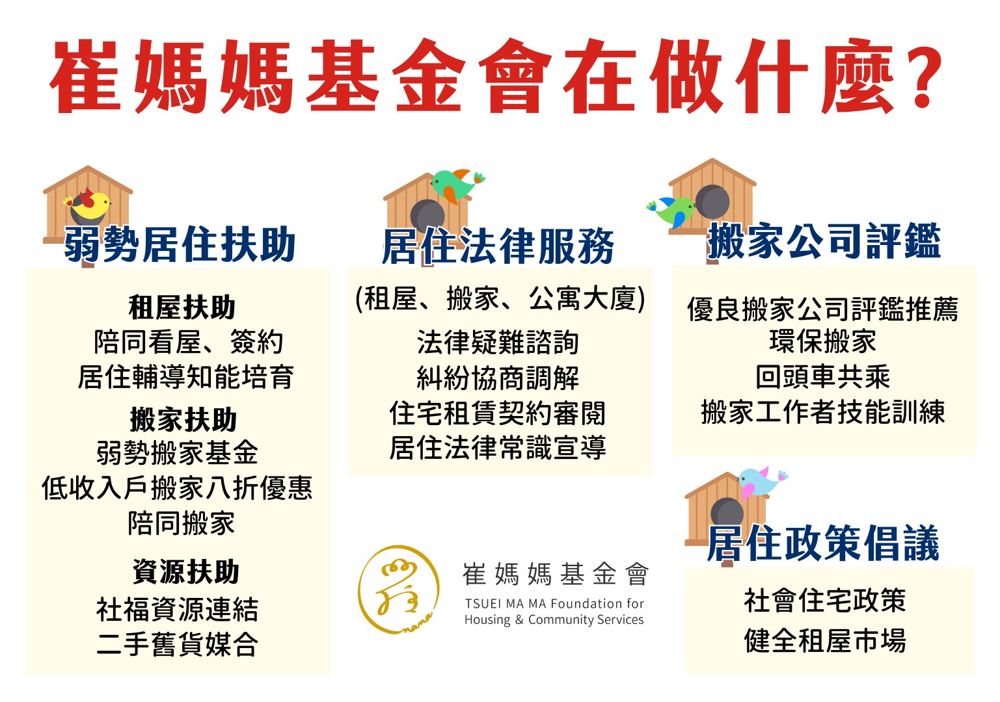 崔媽媽基金會在做什麼?
弱勢居住扶助
租屋扶助
陪同看屋、簽約
居住輔導知能培育
搬家扶助
弱勢搬家基金
低收入戶搬家八折優惠
陪同搬家
資源扶助
社福資源連結
二手舊貨媒合
居住法律服務
(租屋、搬家、公寓大廈)
法律疑難諮詢
糾紛協商調解
住宅租賃契約審閱
居住法律常識宣導
搬家公司評鑑
優良搬家公司評鑑推薦
環保搬家
回頭車共乘
搬家工作者技能訓練
居住政策倡議
社會住宅政策
健全租屋市場
mama
崔媽媽基金會
TSUEI MA MA Foundation for
Housing & Community Services